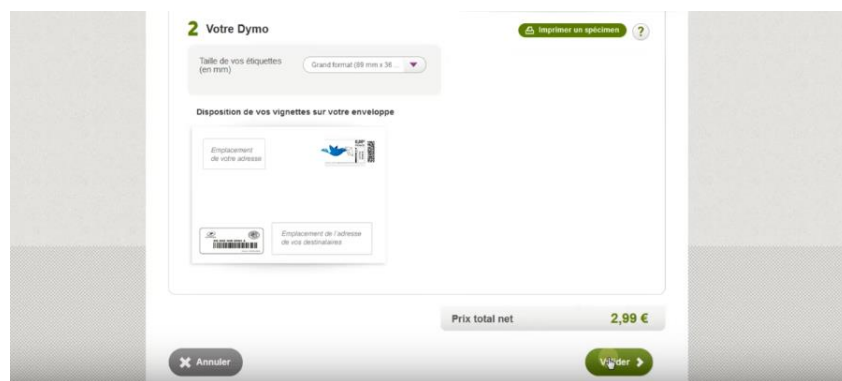 2 Votre Dymo
Imprimer un spécimen
?
Taille de vos étiquettes
(en mm)
Grand format (89 mm x 36 ...
Disposition de vos vignettes sur votre enveloppe
Emplacement
de votre adresse
Emplacement de l'adresse
de vos destinataires
Prix total net 2,99 €
Annuler
Valider